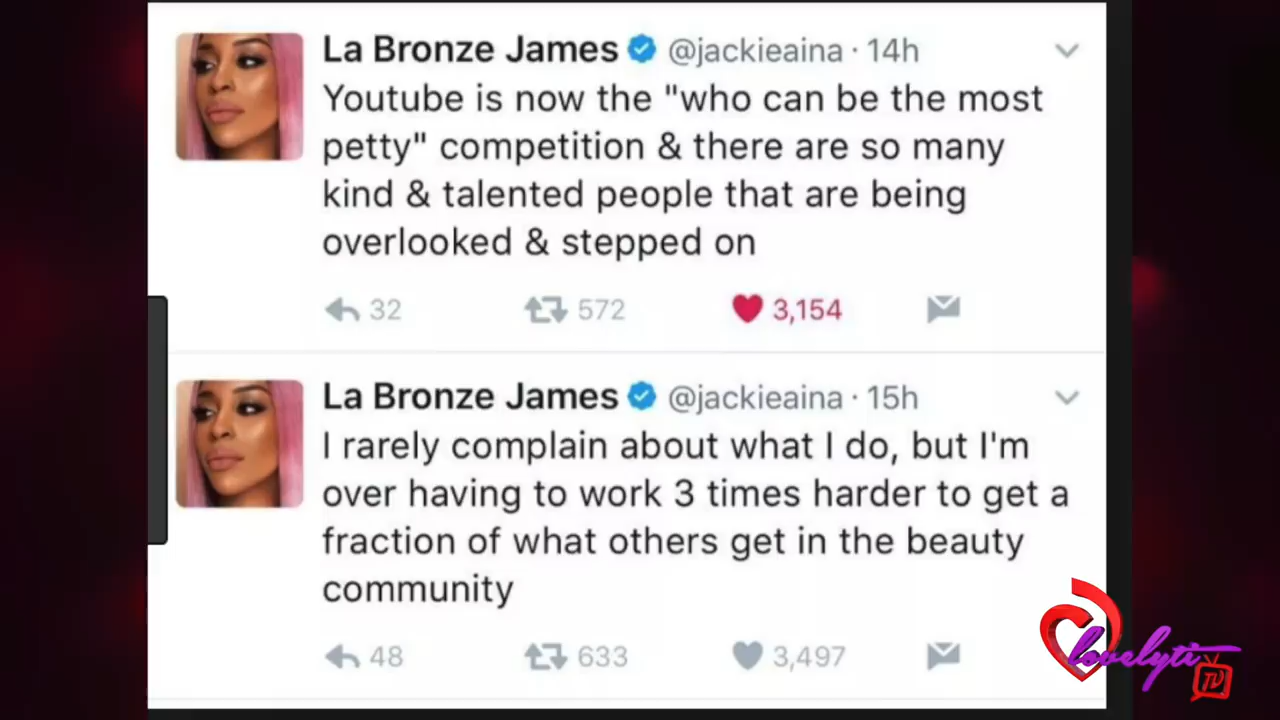 La Bronze James @jackieaina · 14h
Youtube is now the "who can be the most
petty" competition & there are so many
kind & talented people that are being
overlooked & stepped on
32 572 3,154
La Bronze James @jackieaina · 15h
I rarely complain about what I do, but I'm
over having to work 3 times harder to get a
fraction of what others get in the beauty
community
48 633 3,497
lovelyti
TV